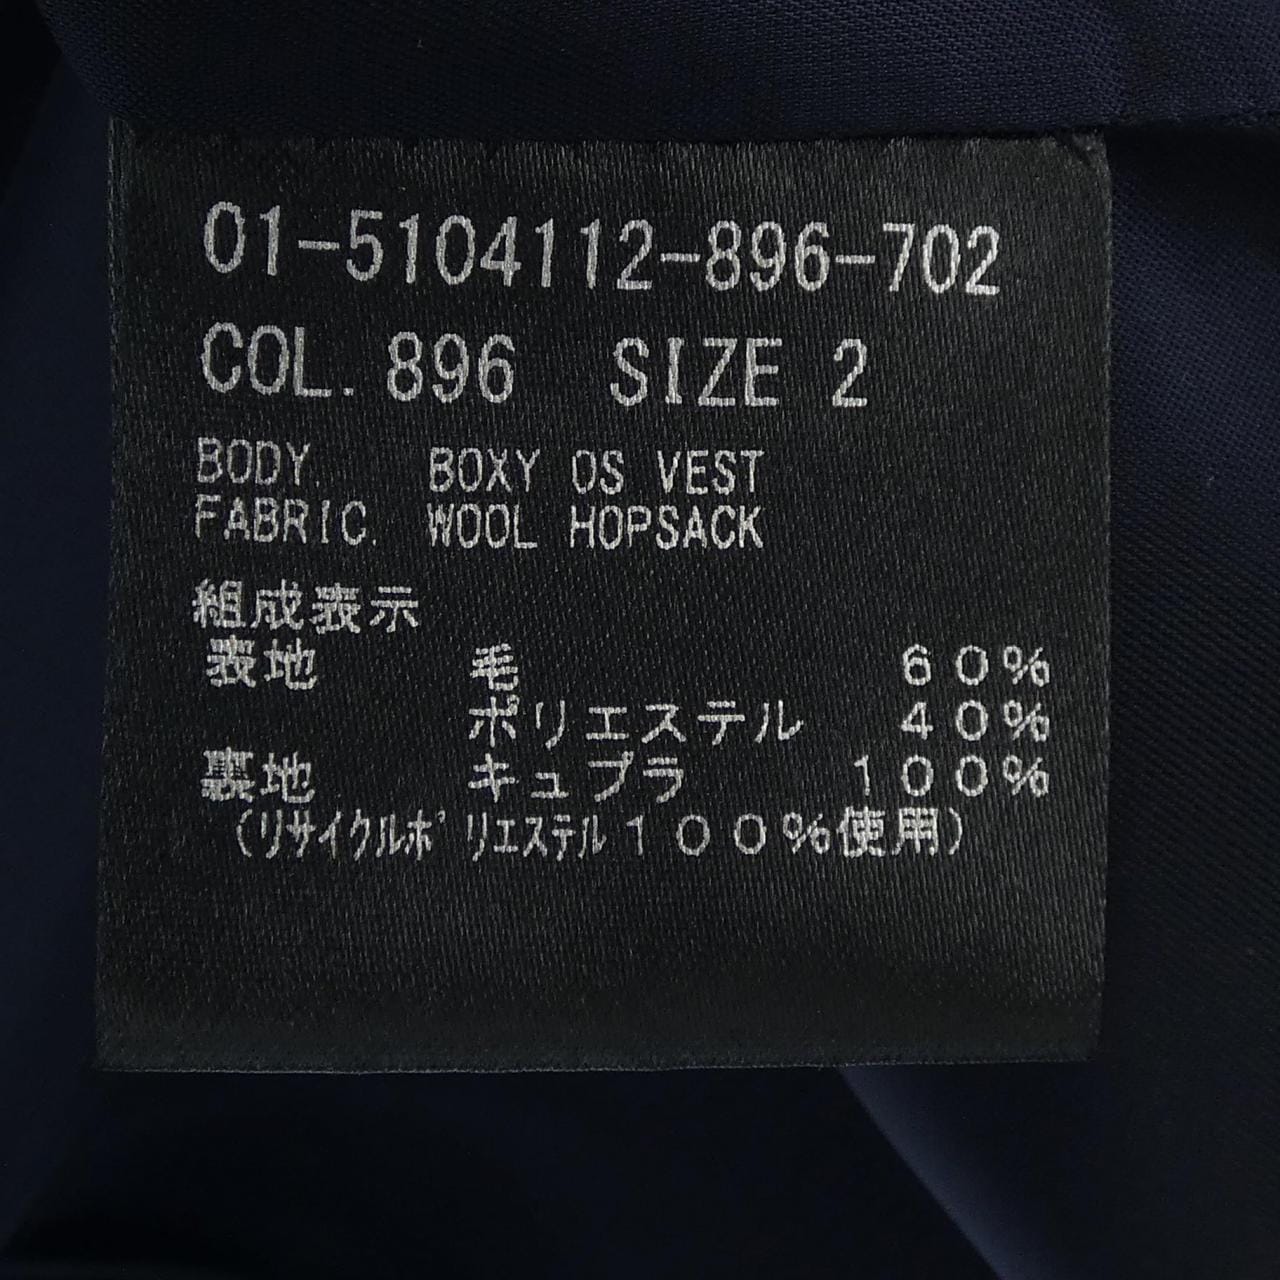 01-5104112-896-702
COL. 896 SIZE 2
BODY. BOXY OS VEST
FABRIC. WOOL HOPSACK
組成表示
表地 毛 60%
ポリエステル 40%
裏地 キュプラ 100%
(リサイクルポリエステル100%使用)